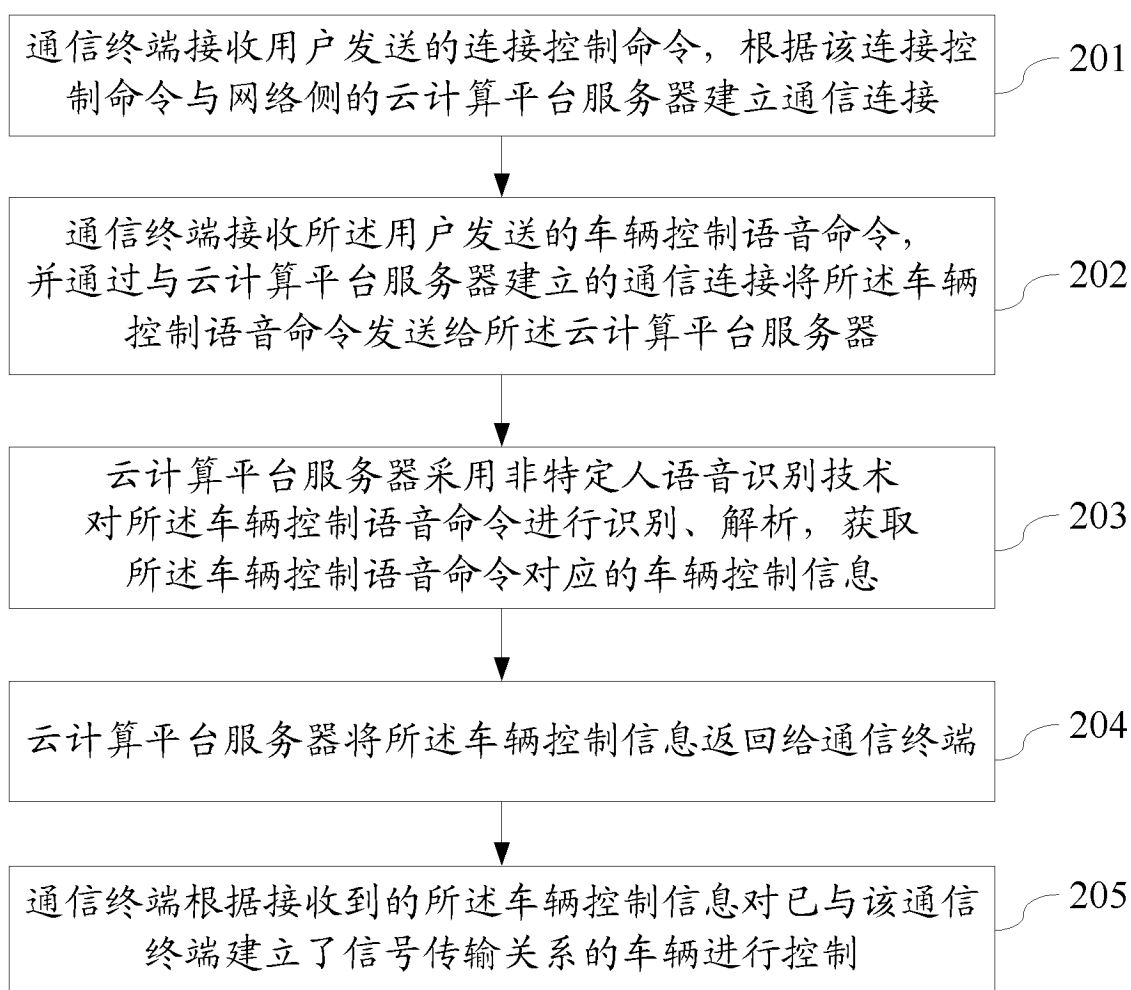 通信终端接收用户发送的连接控制命令，根据该连接控
制命令与网络侧的云计算平台服务器建立通信连接
201
通信终端接收所述用户发送的车辆控制语音命令，
并通过与云计算平台服务器建立的通信连接将所述车辆
控制语音命令发送给所述云计算平台服务器
202
云计算平台服务器采用非特定人语音识别技术
对所述车辆控制语音命令进行识别、解析，获取
所述车辆控制语音命令对应的车辆控制信息
203
云计算平台服务器将所述车辆控制信息返回给通信终端
204
通信终端根据接收到的所述车辆控制信息对已与该通信
终端建立了信号传输关系的车辆进行控制
205